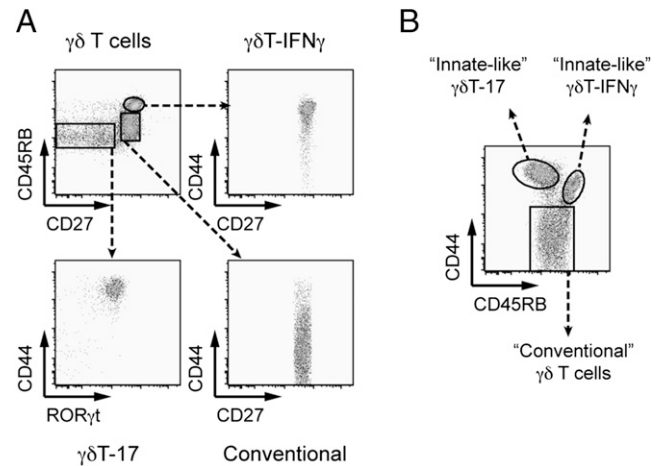 A
γδ T cells
γδT-IFNγ
CD45RB
CD27
CD44
CD27
CD44
RORγt
γδT-17
CD44
CD27
Conventional
B
“Innate-like”
γδT-17
“Innate-like”
γδT-IFNγ
CD44
CD45RB
“Conventional”
γδ T cells